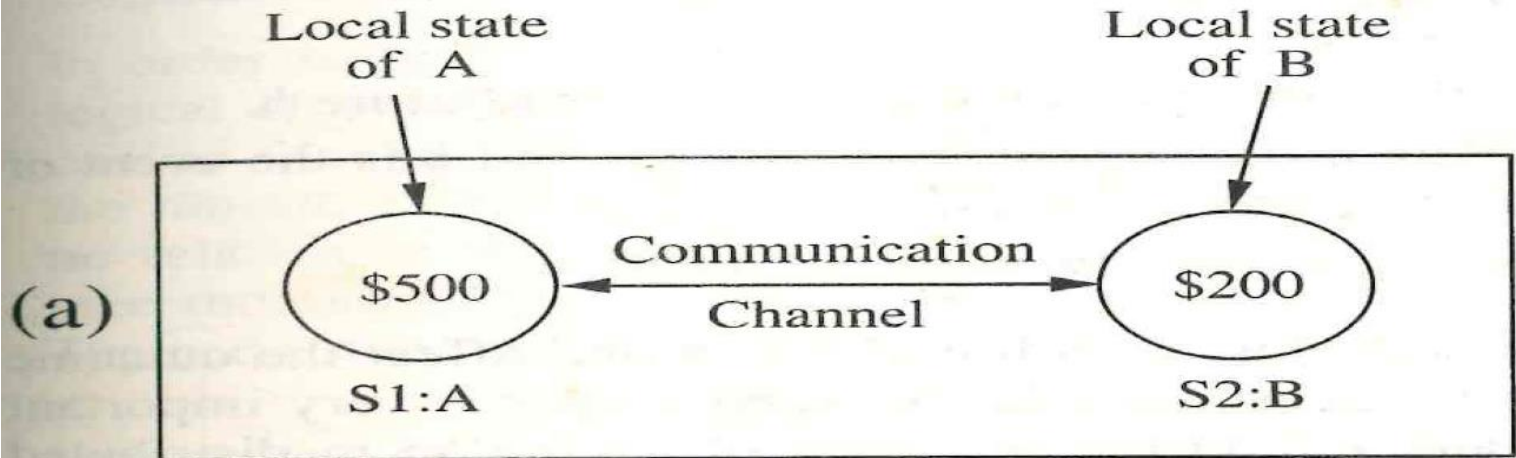 Local state
of A
Local state
of B
(a)
$500
Communication
Channel
$200
S1:A
S2:B